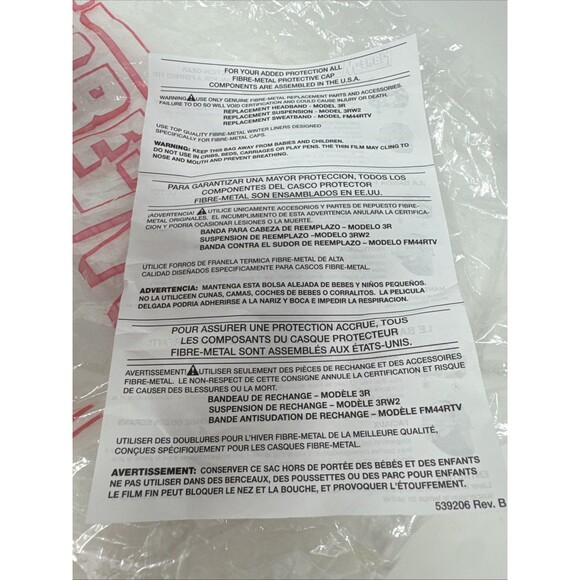 FOR YOUR ADDED PROTECTION ALL
FIBRE-METAL PROTECTIVE CAP
COMPONENTS ARE ASSEMBLED IN THE U.S.A.
WARNING! USE ONLY GENUINE FIBRE-METAL REPLACEMENT PARTS AND ACCESSORIES.
FAILURE TO DO SO WILL VOID CERTIFICATION AND COULD CAUSE INJURY OR DEATH.
REPLACEMENT HEADBAND - MODEL 3R
REPLACEMENT SUSPENSION - MODEL 3RW2
REPLACEMENT SWEATBAND - MODEL FM44RTV
USE TOP QUALITY FIBRE-METAL WINTER LINERS DESIGNED
SPECIFICALLY FOR FIBRE-METAL CAPS.
WARNING: KEEP THIS BAG AWAY FROM BABIES AND CHILDREN.
DO NOT USE IN CRIBS, BEDS, CARRIAGES OR PLAY PENS. THE THIN FILM MAY CLING TO
NOSE AND MOUTH AND PREVENT BREATHING.
PARA GARANTIZAR UNA MAYOR PROTECCION, TODOS LOS
COMPONENTES DEL CASCO PROTECTOR
FIBRE-METAL SON ENSAMBLADOS EN EE.UU.
¡ADVERTENCIA! UTILICE UNICAMENTE ACCESORIOS Y PARTES DE REPUESTO FIBRE-
METAL ORIGINALES. EL INCUMPLIMIENTO DE ESTA ADVERTENCIA ANULARA LA CERTIFICA-
CION Y PODRIA OCASIONAR LESIONES O LA MUERTE.
BANDA PARA CABEZA DE REEMPLAZO – MODELO 3R
SUSPENSION DE REEMPLAZO –MODELO 3RW2
BANDA CONTRA EL SUDOR DE REEMPLAZO – MODELO FM44RTV
UTILICE FORROS DE FRANELA TERMICA FIBRE-METAL DE ALTA
CALIDAD DISEÑADOS ESPECIFICAMENTE PARA CASCOS FIBRE-METAL.
ADVERTENCIA: MANTENGA ESTA BOLSA ALEJADA DE BEBES Y NIÑOS PEQUEÑOS.
NO LA UTILICEEN CUNAS, CAMAS, COCHES DE BEBES O CORRALITOS. LA PELICULA
DELGADA PODRIA ADHERIRSE A LA NARIZ Y BOCA E IMPEDIR LA RESPIRACION.
POUR ASSURER UNE PROTECTION ACCRUE, TOUS
LES COMPOSANTS DU CASQUE PROTECTEUR
FIBRE-METAL SONT ASSEMBLÉS AUX ÉTATS-UNIS.
AVERTISSEMENT! UTILISER SEULEMENT DES PIÈCES DE RECHANGE ET DES ACCESSOIRES
FIBRE-METAL. LE NON-RESPECT DE CETTE CONSIGNE ANNULE LA CERTIFICATION ET RISQUE
DE CAUSER DES BLESSURES OU LA MORT.
BANDEAU DE RECHANGE – MODÈLE 3R
SUSPENSION DE RECHANGE – MODÈLE 3RW2
BANDE ANTISUDATION DE RECHANGE – MODÈLE FM44RTV
UTILISER DES DOUBLURES POUR L'HIVER FIBRE-METAL DE LA MEILLEURE QUALITÉ,
CONÇUES SPÉCIFIQUEMENT POUR LES CASQUES FIBRE-METAL.
AVERTISSEMENT: CONSERVER CE SAC HORS DE PORTÉE DES BÉBÉS ET DES ENFANTS
NE PAS UTILISER DANS DES BERCEAUX, DES POUSSETTES OU DES PARC POUR ENFANTS
LE FILM FIN PEUT BLOQUER LE NEZ ET LA BOUCHE, ET PROVOQUER L'ÉTOUFFEMENT.
539206 Rev. B